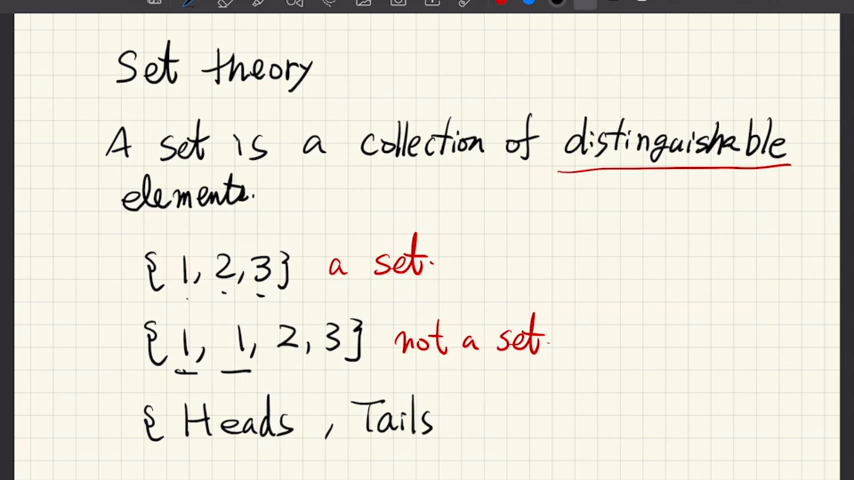 Set theory
A set is a collection of distinguishable
elements.
{ 1, 2, 3 } a set.
{ 1, 1, 2, 3 } not a set.
{ Heads , Tails